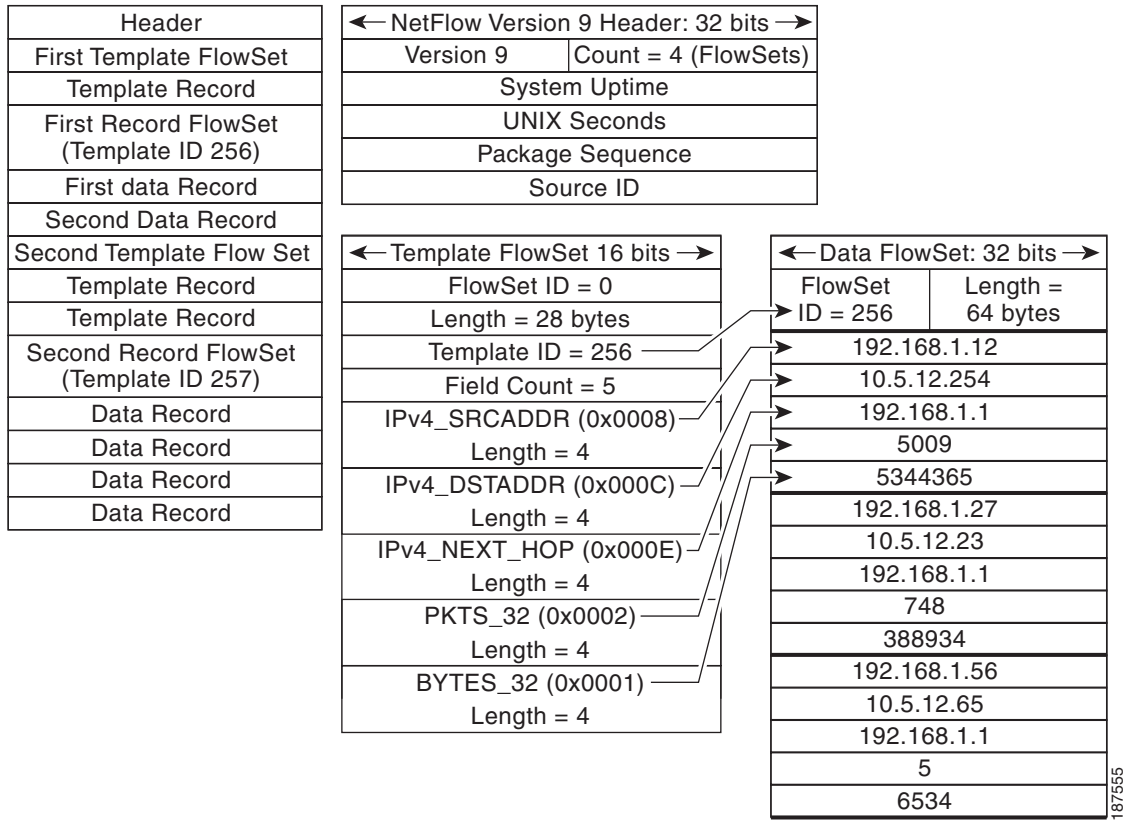 Header
First Template FlowSet
Template Record
First Record FlowSet
(Template ID 256)
First data Record
Second Data Record
Second Template Flow Set
Template Record
Template Record
Second Record FlowSet
(Template ID 257)
Data Record
Data Record
Data Record
Data Record
NetFlow Version 9 Header: 32 bits
Version 9
Count = 4 (FlowSets)
System Uptime
UNIX Seconds
Package Sequence
Source ID
Template FlowSet 16 bits
FlowSet ID = 0
Length = 28 bytes
Template ID = 256
Field Count = 5
IPv4_SRCADDR (0x0008)
Length = 4
IPv4_DSTADDR (0x000C)
Length = 4
IPv4_NEXT_HOP (0x000E)
Length = 4
PKTS_32 (0x0002)
Length = 4
BYTES_32 (0x0001)
Length = 4
Data FlowSet: 32 bits
FlowSet
ID = 256
Length =
64 bytes
192.168.1.12
10.5.12.254
192.168.1.1
5009
5344365
192.168.1.27
10.5.12.23
192.168.1.1
748
388934
192.168.1.56
10.5.12.65
192.168.1.1
5
6534
187555